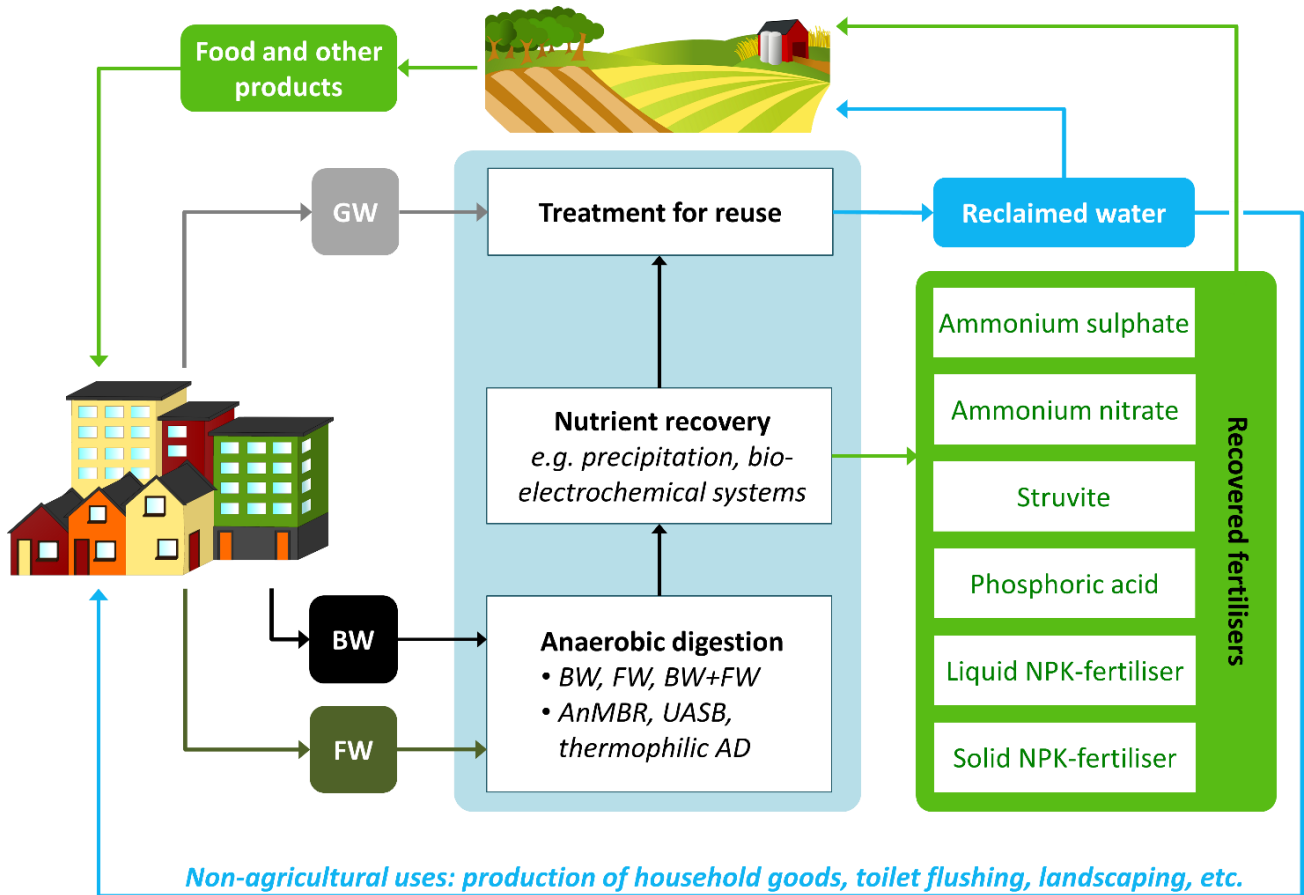 Food and other
products
GW
Treatment for reuse
Reclaimed water
Nutrient recovery
e.g. precipitation, bio-
electrochemical systems
BW
FW
Anaerobic digestion
• BW, FW, BW+FW
• AnMBR, UASB,
thermophilic AD
Ammonium sulphate
Ammonium nitrate
Struvite
Phosphoric acid
Liquid NPK-fertiliser
Solid NPK-fertiliser
Recovered fertilisers
Non-agricultural uses: production of household goods, toilet flushing, landscaping, etc.